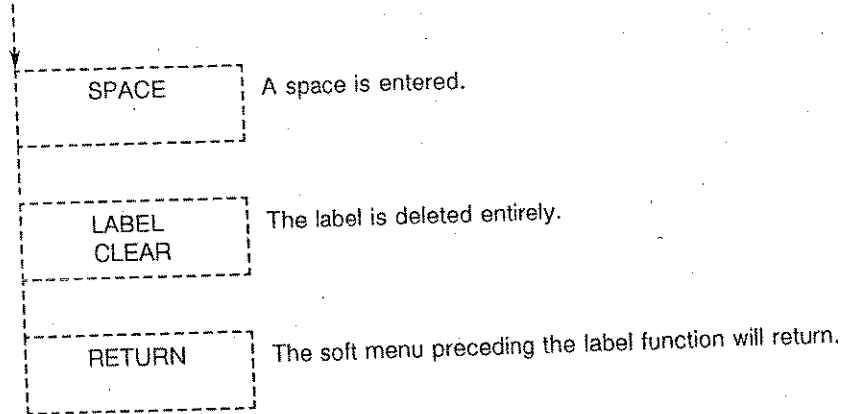 SPACE A space is entered.
LABEL The label is deleted entirely.
CLEAR
RETURN The soft menu preceding the label function will return.